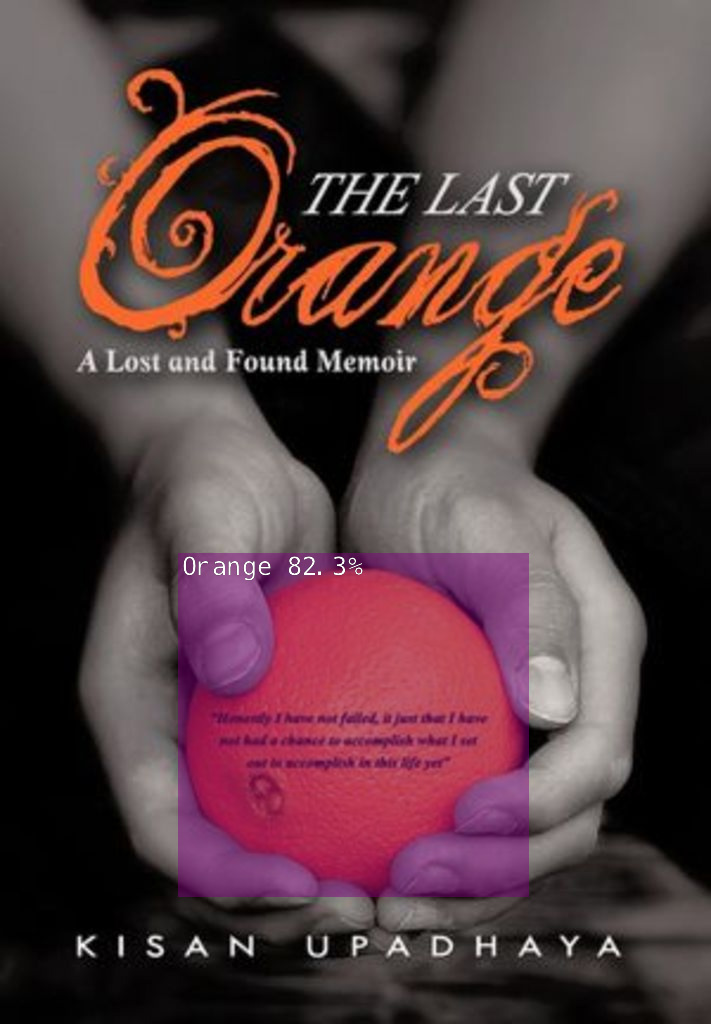 THE LAST
Orange
A Lost and Found Memoir
Orange 82.3%
"Honestly I have not failed, it just that I have
not had a chance to accomplish what I set
out to accomplish in this life yet"
KISAN UPADHAYA